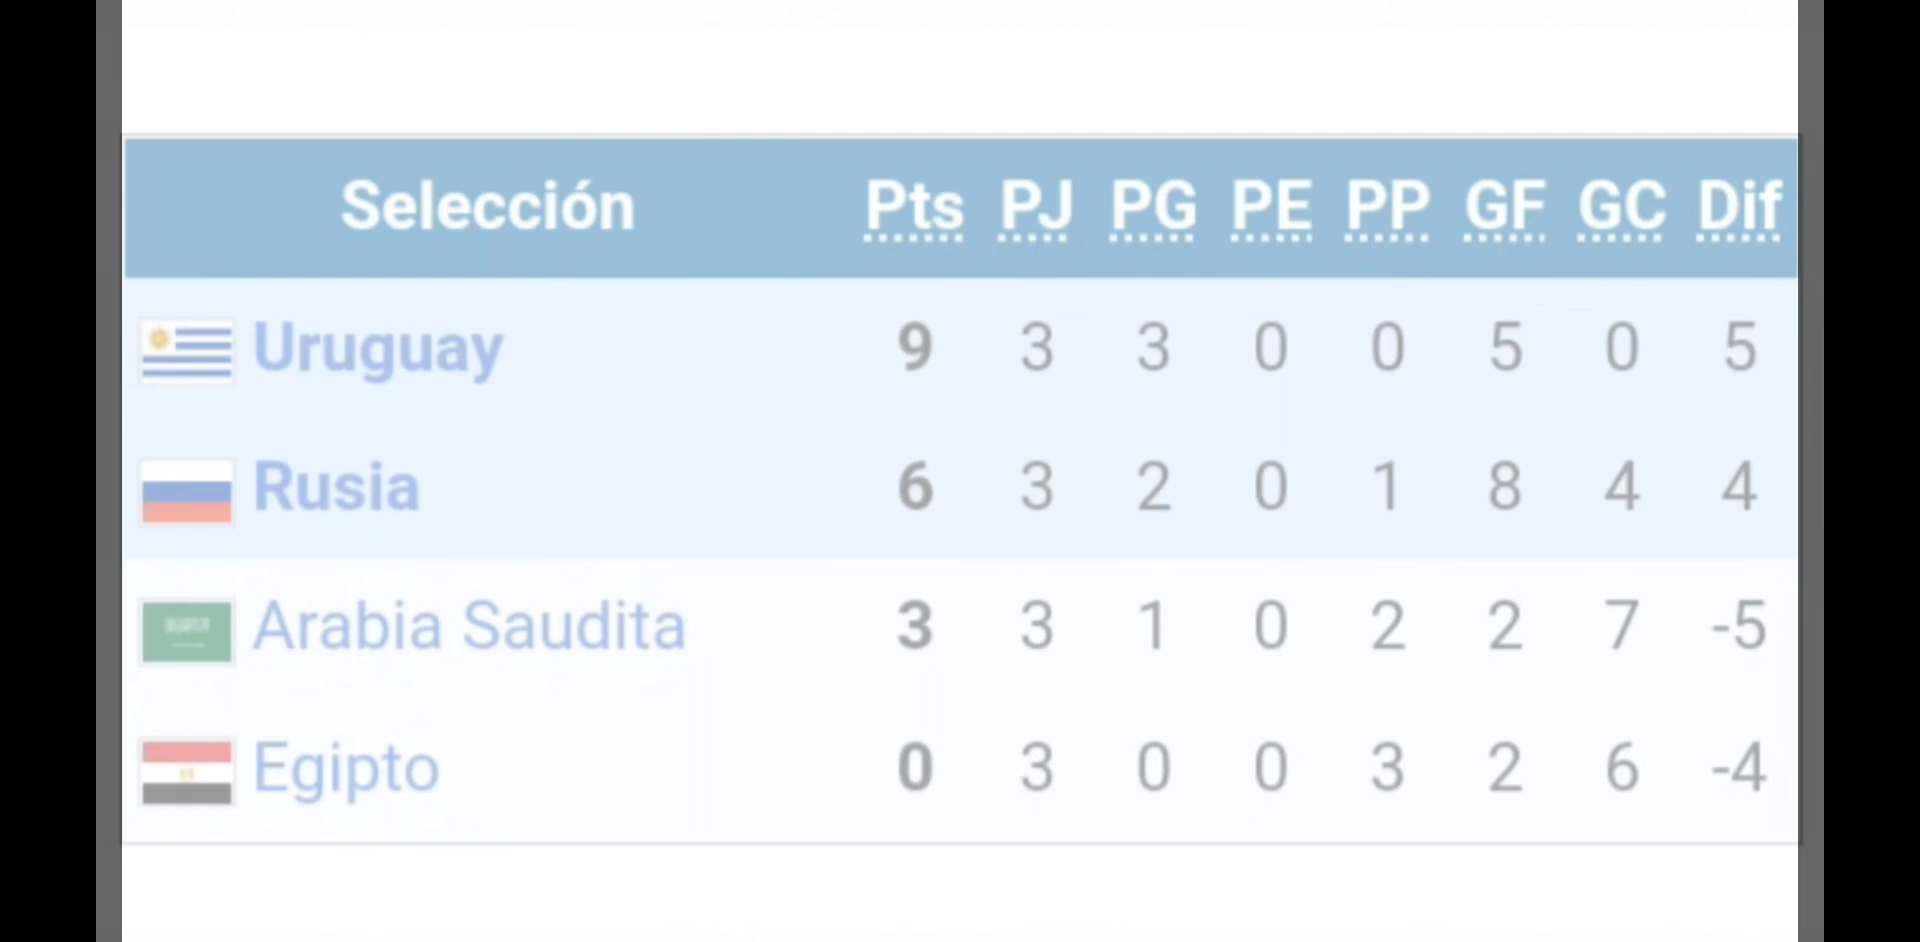 Selección Pts PJ PG PE PP GF GC Dif
Uruguay 9 3 3 0 0 5 0 5
Rusia 6 3 2 0 1 8 4 4
Arabia Saudita 3 3 1 0 2 2 7 -5
Egipto 0 3 0 0 3 2 6 -4